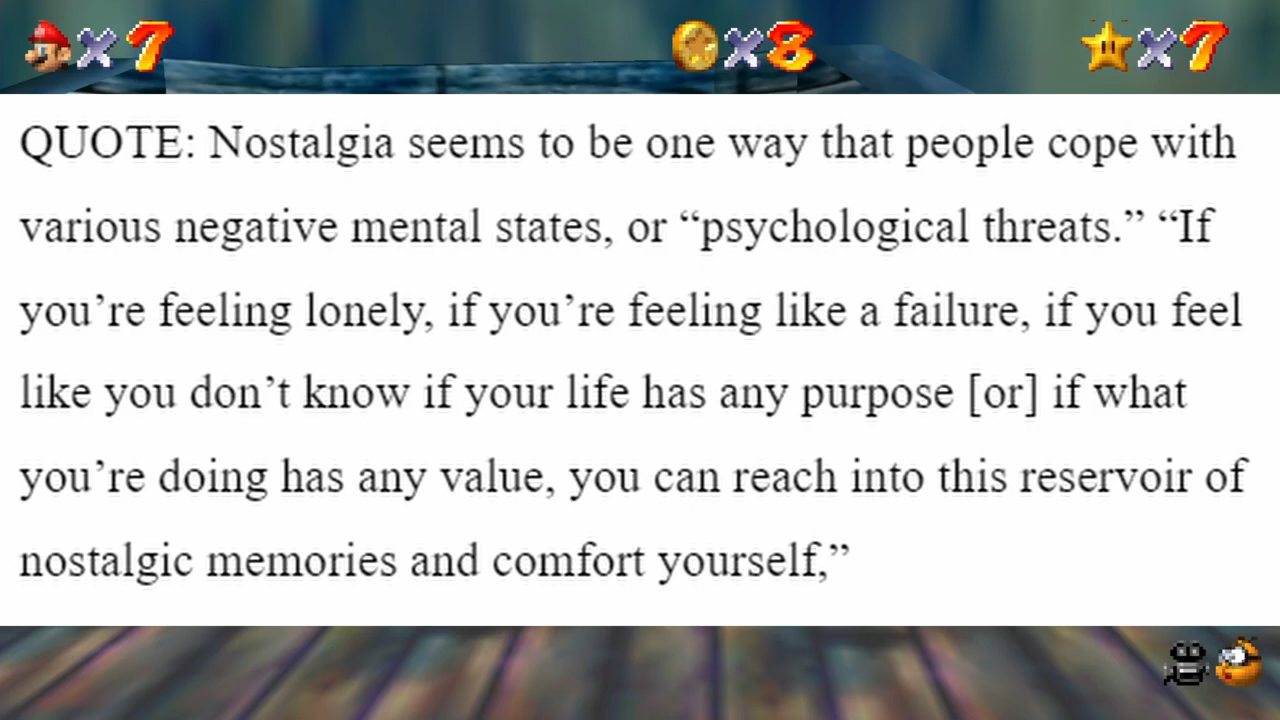 ×7 ×8 ×7
QUOTE: Nostalgia seems to be one way that people cope with
various negative mental states, or “psychological threats.” “If
you’re feeling lonely, if you’re feeling like a failure, if you feel
like you don’t know if your life has any purpose [or] if what
you’re doing has any value, you can reach into this reservoir of
nostalgic memories and comfort yourself,”